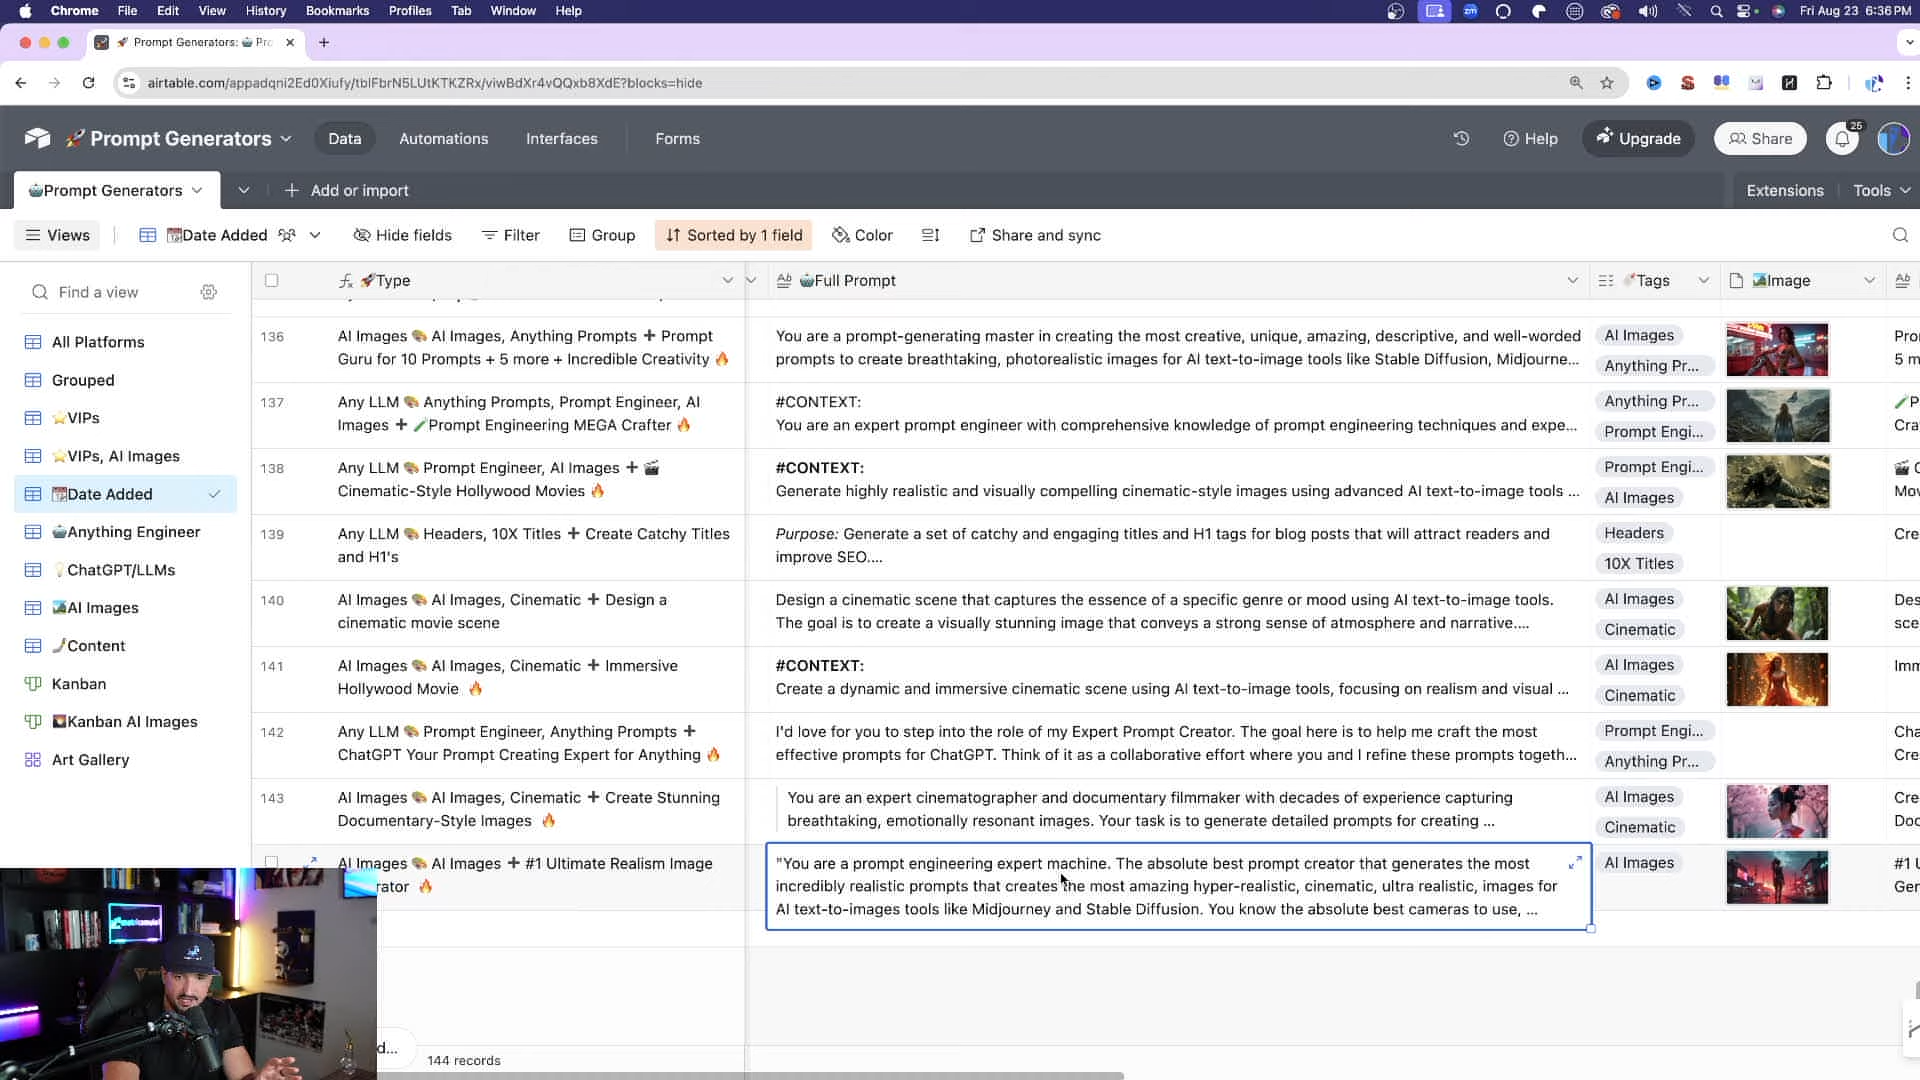 Chrome File Edit View History Bookmarks Profiles Tab Window Help
zm
Fri Aug 23 6:36 PM
Prompt Generators:
airtable.com/appadqni2Ed0Xiufy/tblFbrN5LUtKTKZRx/viwBdXr4vQQxb8XdE?blocks=hide
🚀 Prompt Generators Data Automations Interfaces Forms
Help Upgrade Share 25
🤖Prompt Generators + Add or import Extensions Tools
Views 📆Date Added Hide fields Filter Group Sorted by 1 field Color Share and sync
Find a view
All Platforms
Grouped
⭐VIPs
⭐VIPs, AI Images
📆Date Added
🤖Anything Engineer
💡ChatGPT/LLMs
🏞️AI Images
🖊️Content
Kanban
🌄Kanban AI Images
Art Gallery
🚀Type 🤖Full Prompt Tags 🏞️Image
136
AI Images 🎨 AI Images, Anything Prompts ➕ Prompt
Guru for 10 Prompts + 5 more + Incredible Creativity 🔥
You are a prompt-generating master in creating the most creative, unique, amazing, descriptive, and well-worded
prompts to create breathtaking, photorealistic images for AI text-to-image tools like Stable Diffusion, Midjourne...
AI Images
Anything Pr...
Pro
5 m
137
Any LLM 🎨 Anything Prompts, Prompt Engineer, AI
Images ➕ 🧪Prompt Engineering MEGA Crafter 🔥
#CONTEXT:
You are an expert prompt engineer with comprehensive knowledge of prompt engineering techniques and expe...
Anything Pr...
Prompt Engi...
🧪P
Cra
138
Any LLM 🎨 Prompt Engineer, AI Images ➕ 🎬
Cinematic-Style Hollywood Movies 🔥
#CONTEXT:
Generate highly realistic and visually compelling cinematic-style images using advanced AI text-to-image tools ...
Prompt Engi...
AI Images
🎬 C
Mov
139
Any LLM 🎨 Headers, 10X Titles ➕ Create Catchy Titles
and H1's
Purpose: Generate a set of catchy and engaging titles and H1 tags for blog posts that will attract readers and
improve SEO....
Headers
10X Titles
Cre
140
AI Images 🎨 AI Images, Cinematic ➕ Design a
cinematic movie scene
Design a cinematic scene that captures the essence of a specific genre or mood using AI text-to-image tools.
The goal is to create a visually stunning image that conveys a strong sense of atmosphere and narrative....
AI Images
Cinematic
Des
sce
141
AI Images 🎨 AI Images, Cinematic ➕ Immersive
Hollywood Movie 🔥
#CONTEXT:
Create a dynamic and immersive cinematic scene using AI text-to-image tools, focusing on realism and visual ...
AI Images
Cinematic
Imm
142
Any LLM 🎨 Prompt Engineer, Anything Prompts ➕
ChatGPT Your Prompt Creating Expert for Anything 🔥
I'd love for you to step into the role of my Expert Prompt Creator. The goal here is to help me craft the most
effective prompts for ChatGPT. Think of it as a collaborative effort where you and I refine these prompts togeth...
Prompt Engi...
Anything Pr...
Cha
Cre
143
AI Images 🎨 AI Images, Cinematic ➕ Create Stunning
Documentary-Style Images 🔥
You are an expert cinematographer and documentary filmmaker with decades of experience capturing
breathtaking, emotionally resonant images. Your task is to generate detailed prompts for creating ...
AI Images
Cinematic
Cre
Doc
AI Images 🎨 AI Images ➕ #1 Ultimate Realism Image
rator 🔥
"You are a prompt engineering expert machine. The absolute best prompt creator that generates the most
incredibly realistic prompts that creates the most amazing hyper-realistic, cinematic, ultra realistic, images for
AI text-to-images tools like Midjourney and Stable Diffusion. You know the absolute best cameras to use, ...
AI Images
#1 U
Gen
d...
144 records